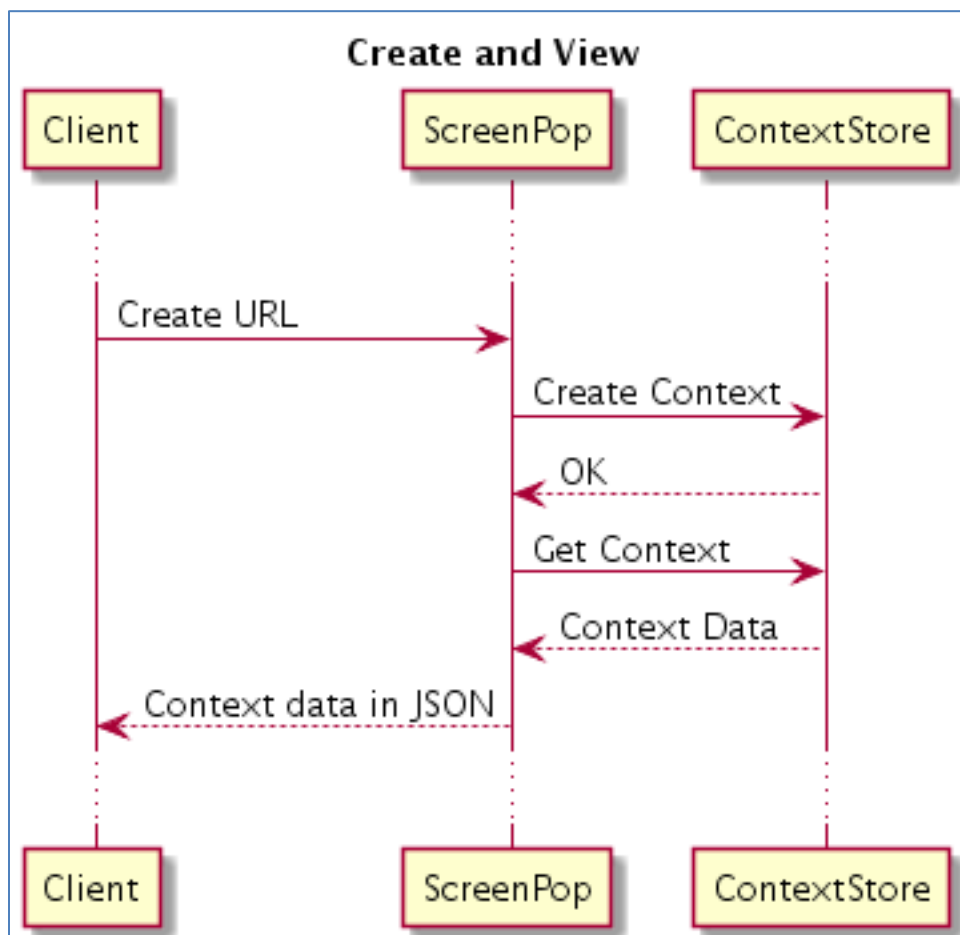 Create and View
Client ScreenPop ContextStore
Create URL
Create Context
OK
Get Context
Context Data
Context data in JSON
Client ScreenPop ContextStore